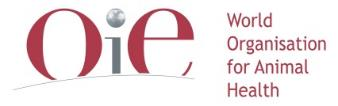 OiE
World
Organisation
for Animal
Health